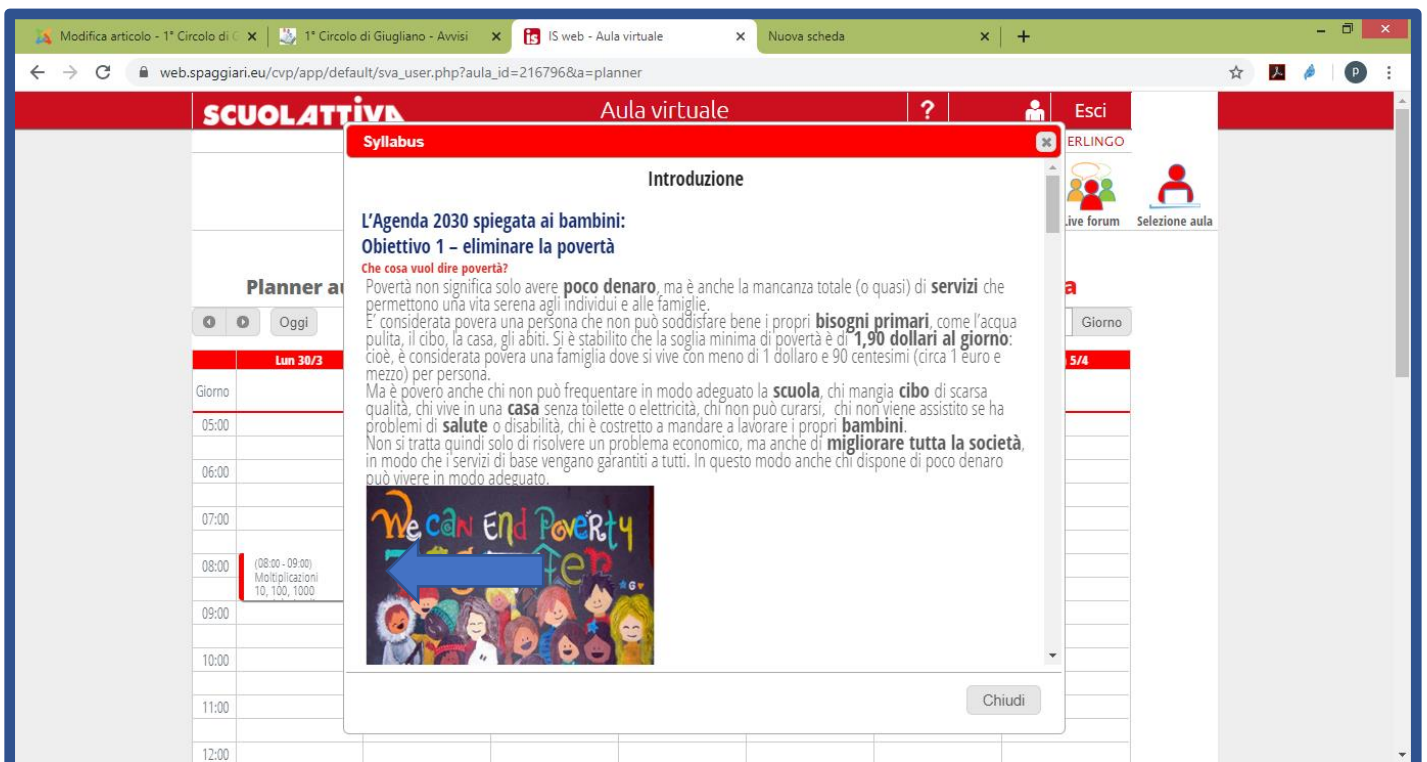 Modifica articolo - 1° Circolo di G
1° Circolo di Giugliano - Avvisi
IS web - Aula virtuale
Nuova scheda
web.spaggiari.eu/cvp/app/default/sva_user.php?aula_id=216796&a=planner
SCUOLATTIVA
Aula virtuale
?
Esci
ERLINGO
Live forum
Selezione aula
Syllabus
Introduzione
L'Agenda 2030 spiegata ai bambini:
Obiettivo 1 – eliminare la povertà
Che cosa vuol dire povertà?
Povertà non significa solo avere poco denaro, ma è anche la mancanza totale (o quasi) di servizi che
permettono una vita serena agli individui e alle famiglie.
E' considerata povera una persona che non può soddisfare bene i propri bisogni primari, come l'acqua
pulita, il cibo, la casa, gli abiti. Si è stabilito che la soglia minima di povertà è di 1,90 dollari al giorno:
cioè, è considerata povera una famiglia dove si vive con meno di 1 dollaro e 90 centesimi (circa 1 euro e
mezzo) per persona.
Ma è povero anche chi non può frequentare in modo adeguato la scuola, chi mangia cibo di scarsa
qualità, chi vive in una casa senza toilette o elettricità, chi non può curarsi, chi non viene assistito se ha
problemi di salute o disabilità, chi è costretto a mandare a lavorare i propri bambini.
Non si tratta quindi solo di risolvere un problema economico, ma anche di migliorare tutta la società,
in modo che i servizi di base vengano garantiti a tutti. In questo modo anche chi dispone di poco denaro
può vivere in modo adeguato.
We can End Poverty
Chiudi
Planner au
a
Oggi
Giorno
Lun 30/3
5/4
Giorno
05:00
06:00
07:00
08:00
(08:00 - 09:00)
Moltiplicazioni
10, 100, 1000
09:00
10:00
11:00
12:00